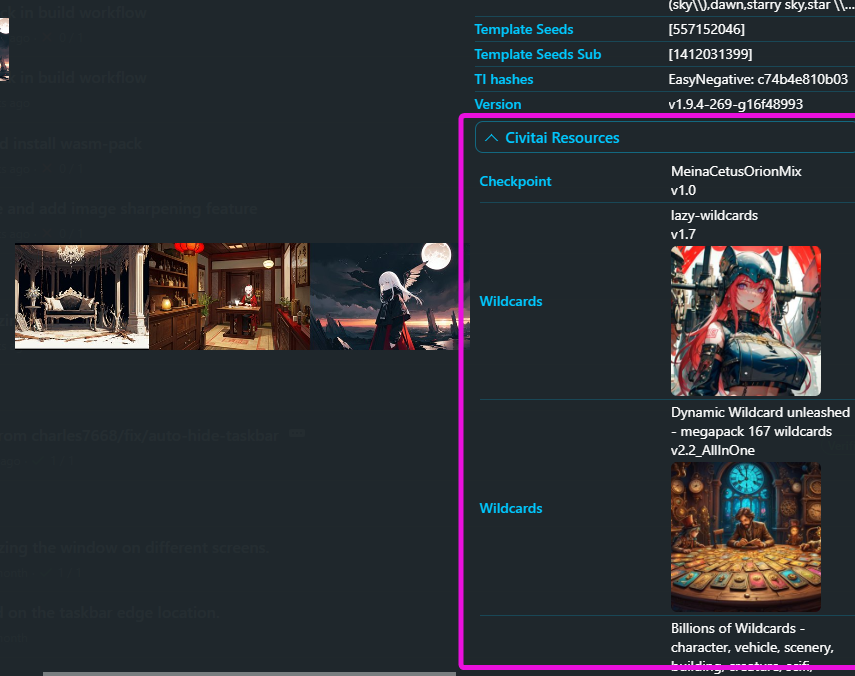 ck in build workflow
in build workflow
d install wasm-pack
and add image sharpening feature
rom charles7668/fix/auto-hide-taskbar
zing the window on different screens.
l on the taskbar edge location.
(sky\\),dawn,starry sky,star \\...
Template Seeds [557152046]
Template Seeds Sub [1412031399]
TI hashes EasyNegative: c74b4e810b03
Version v1.9.4-269-g16f48993
Civitai Resources
Checkpoint MeinaCetusOrionMix
v1.0
lazy-wildcards
v1.7
Wildcards
Dynamic Wildcard unleashed
- megapack 167 wildcards
v2.2_AllInOne
Wildcards
Billions of Wildcards -
character, vehicle, scenery,
building, creature, scifi,